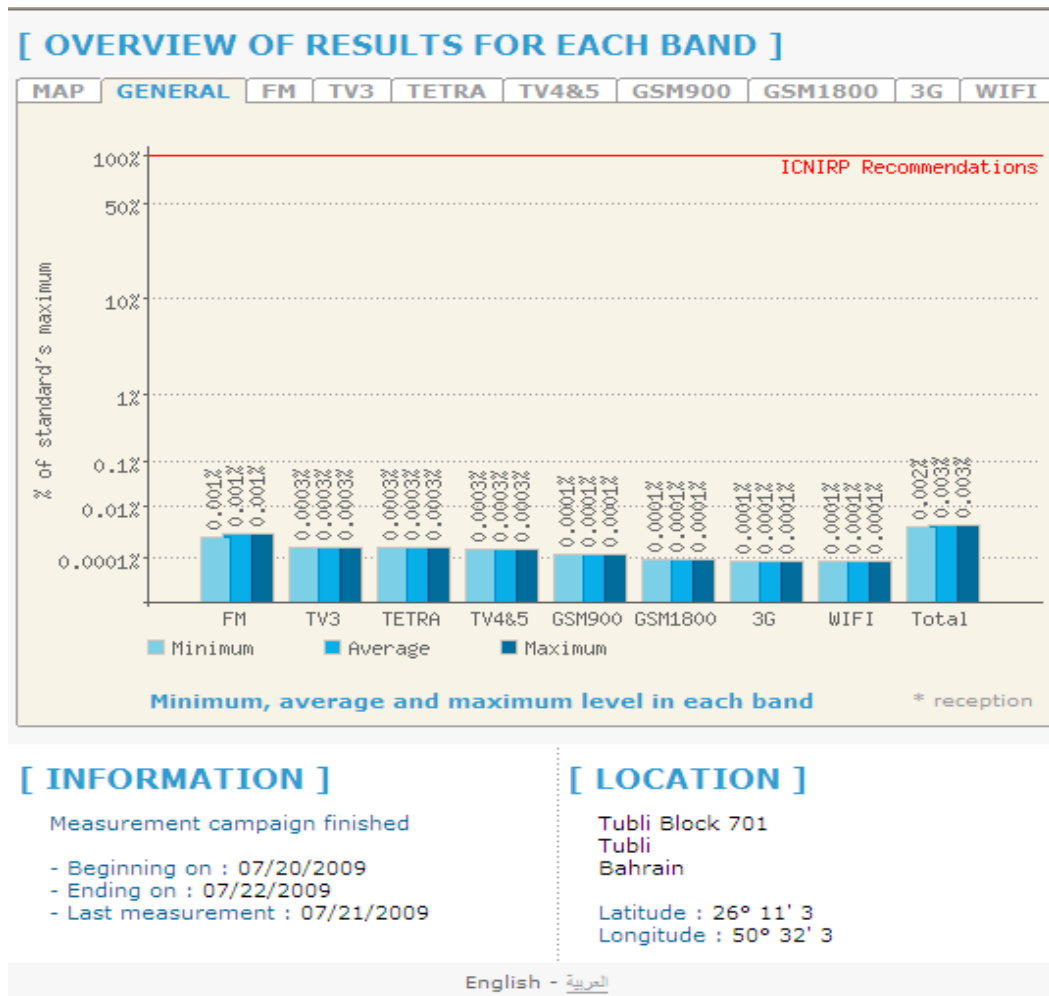 [ OVERVIEW OF RESULTS FOR EACH BAND ]
MAP GENERAL FM TV3 TETRA TV4&5 GSM900 GSM1800 3G WIFI
100%
ICNIRP Recommendations
50%
10%
1%
0.1%
0.01%
0.0001%
% of standard's maximum
0.001% 0.001% 0.001%
0.0003% 0.0003% 0.0003%
0.0003% 0.0003% 0.0003%
0.0003% 0.0003% 0.0003%
0.0001% 0.0001% 0.0001%
0.0001% 0.0001% 0.0001%
0.0001% 0.0001% 0.0001%
0.0001% 0.0001% 0.0001%
0.002% 0.003% 0.003%
FM TV3 TETRA TV4&5 GSM900 GSM1800 3G WIFI Total
Minimum Average Maximum
Minimum, average and maximum level in each band
* reception
[ INFORMATION ]
Measurement campaign finished
- Beginning on : 07/20/2009
- Ending on : 07/22/2009
- Last measurement : 07/21/2009
[ LOCATION ]
Tubli Block 701
Tubli
Bahrain
Latitude : 26° 11' 3
Longitude : 50° 32' 3
English - العربية